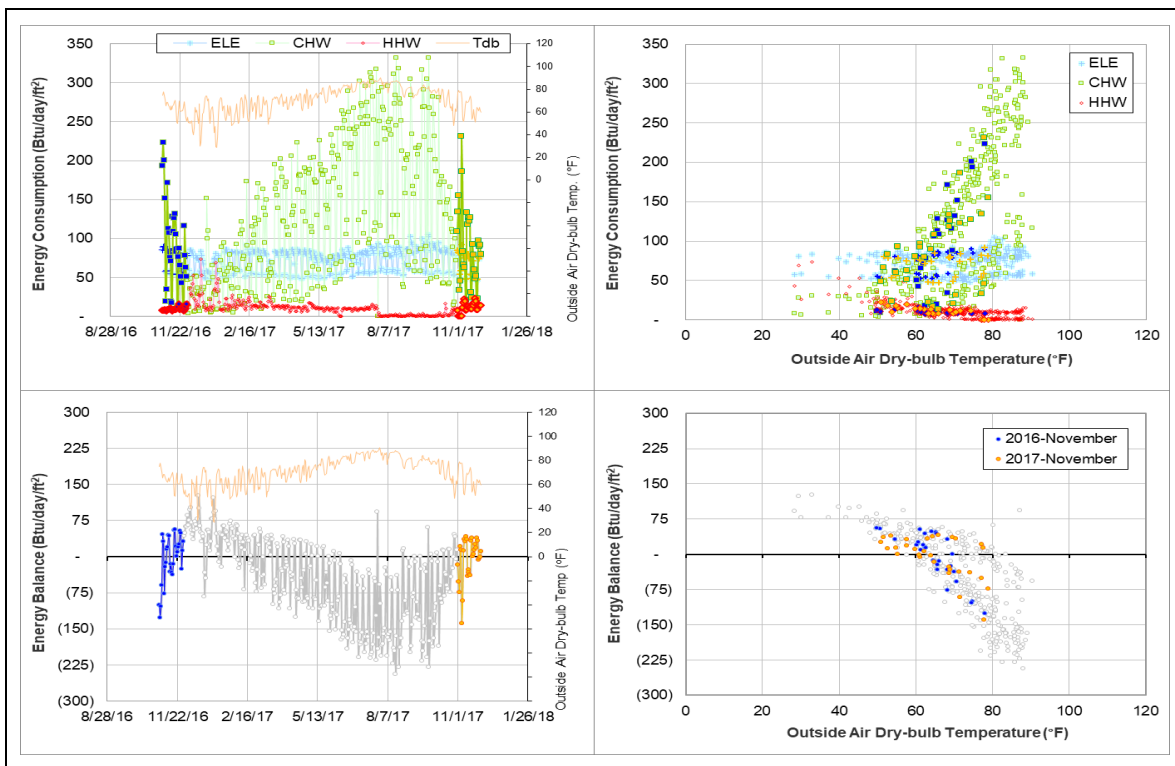 ELE CHW HHW Tdb
Energy Consumption (Btu/day/ft²)
350
300
250
200
150
100
50
-
120
100
80
60
40
20
0
Outside Air Dry-bulb Temp. (°F)
8/28/16 11/22/16 2/16/17 5/13/17 8/7/17 11/1/17 1/26/18
ELE
CHW
HHW
Energy Consumption (Btu/day/ft²)
350
300
250
200
150
100
50
-
0 20 40 60 80 100 120
Outside Air Dry-bulb Temperature (°F)
Energy Balance (Btu/day/ft²)
300
225
150
75
-
(75)
(150)
(225)
(300)
120
100
80
60
40
20
0
Outside Air Dry-bulb Temp (°F)
8/28/16 11/22/16 2/16/17 5/13/17 8/7/17 11/1/17 1/26/18
2016-November
2017-November
Energy Balance (Btu/day/ft²)
300
225
150
75
-
(75)
(150)
(225)
(300)
0 20 40 60 80 100 120
Outside Air Dry-bulb Temperature (°F)